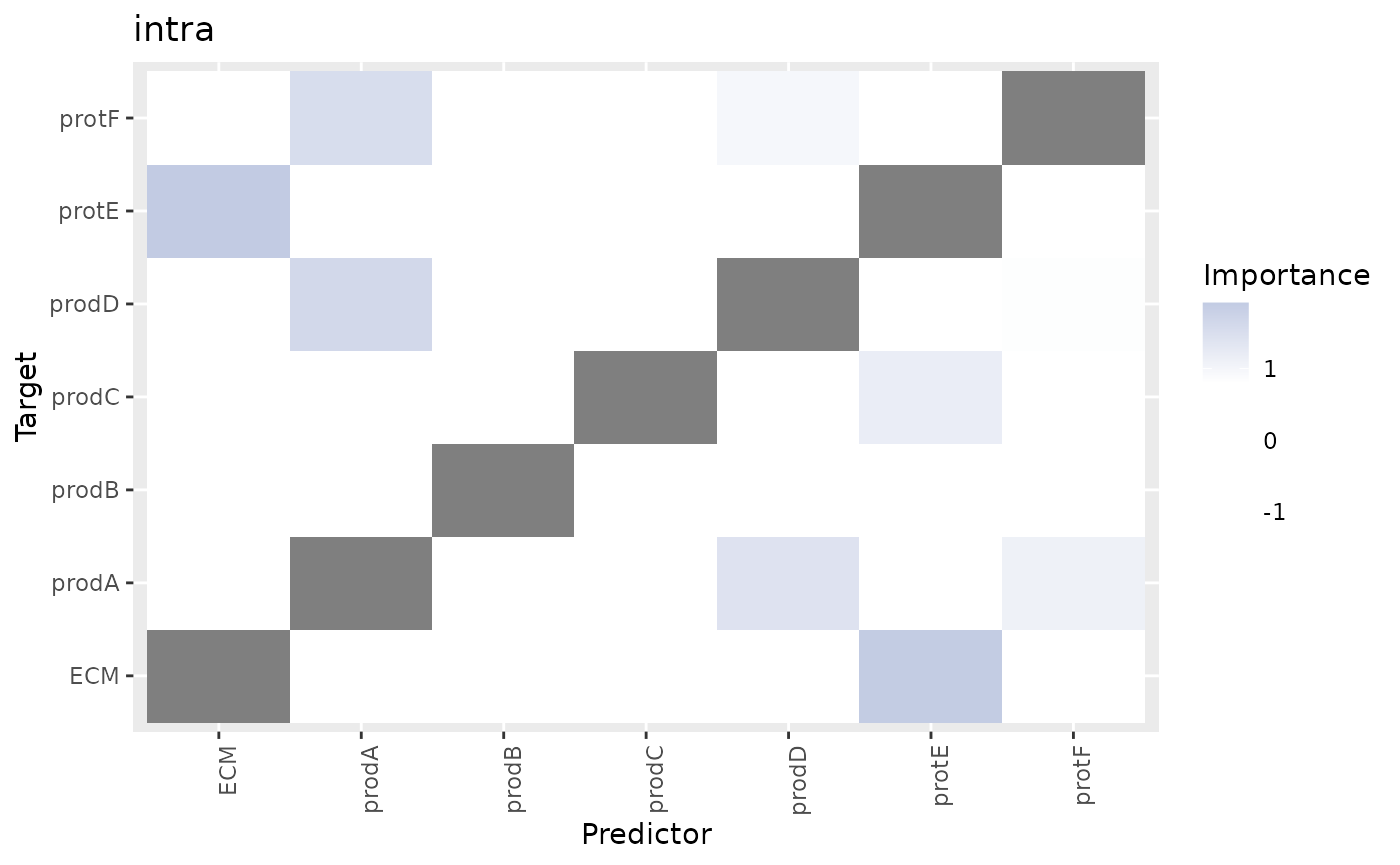 intra
protF
protE
prodD
prodC
prodB
prodA
ECM
Target
ECM
prodA
prodB
prodC
prodD
protE
protF
Predictor
Importance
1
0
-1